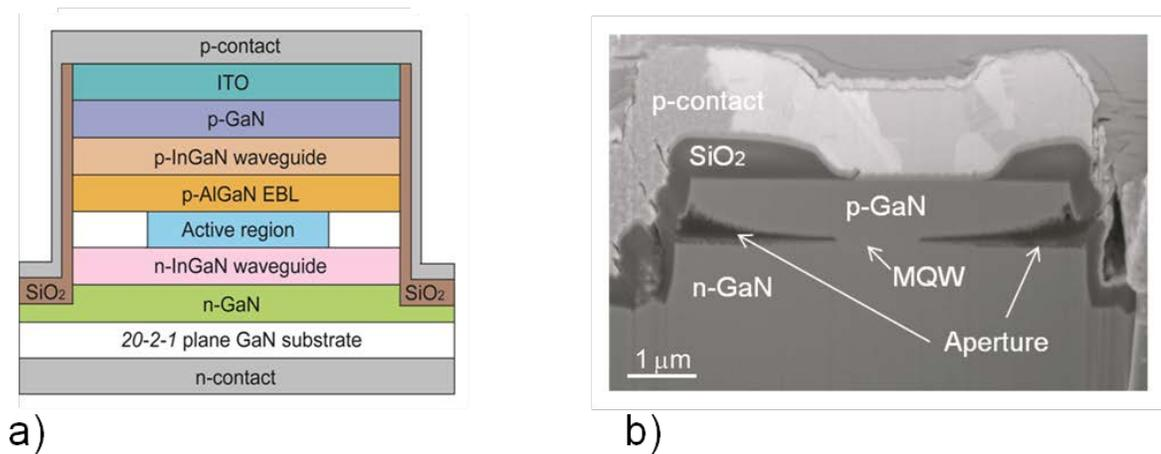 p-contact
ITO
p-GaN
p-InGaN waveguide
p-AlGaN EBL
Active region
n-InGaN waveguide
SiO₂
SiO₂
n-GaN
20-2-1 plane GaN substrate
n-contact
a)
p-contact
SiO₂
p-GaN
MQW
n-GaN
Aperture
1 μm
b)